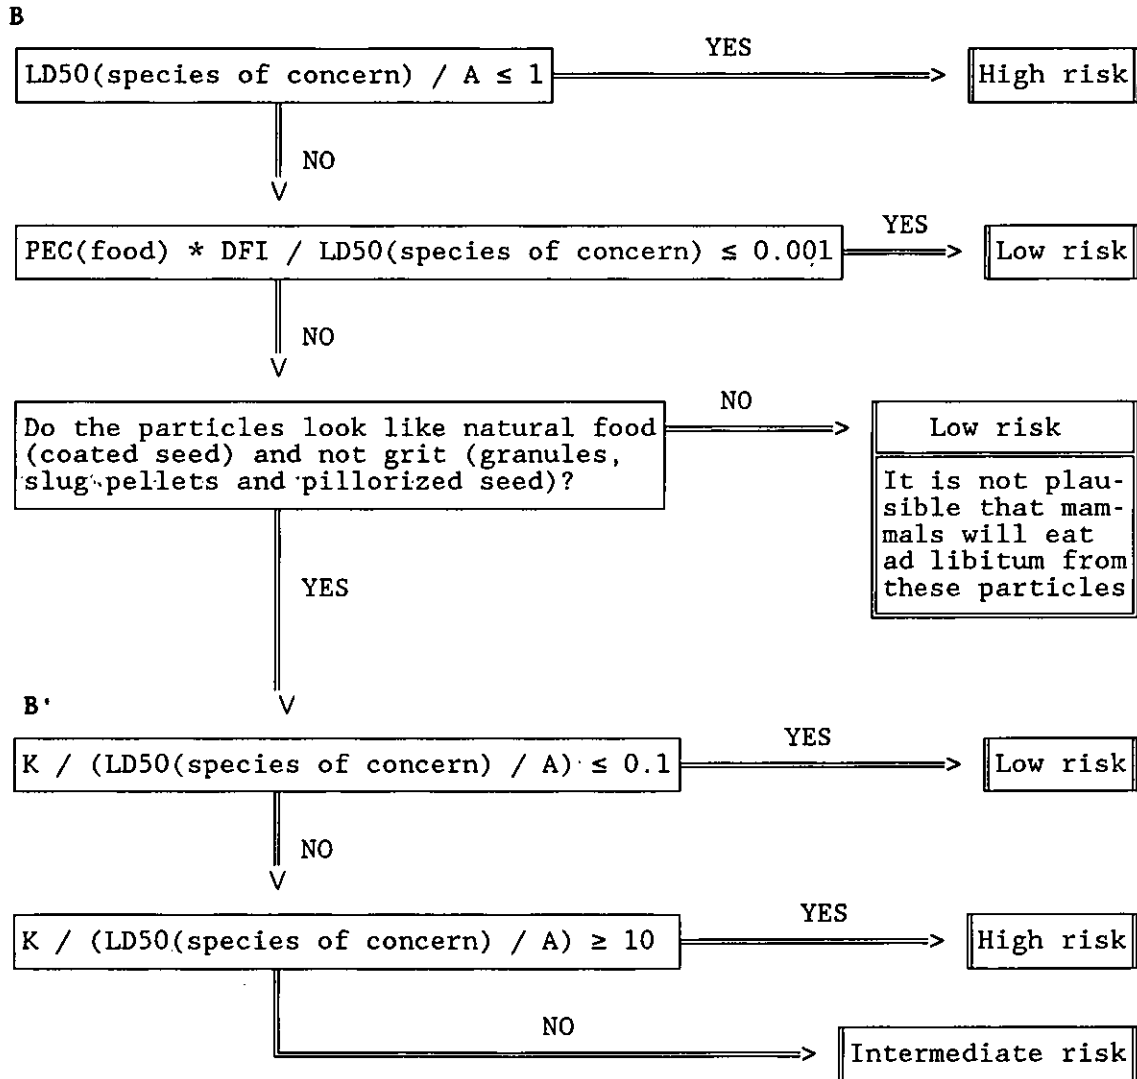 B
YES
LD50(species of concern) / A ≤ 1
High risk
NO
YES
PEC(food) * DFI / LD50(species of concern) ≤ 0.001
Low risk
NO
NO
Do the particles look like natural food
(coated seed) and not grit (granules,
slug pellets and pillorized seed)?
Low risk
It is not plau-
sible that mam-
mals will eat
ad libitum from
these particles
YES
B'
YES
K / (LD50(species of concern) / A) ≤ 0.1
Low risk
NO
YES
K / (LD50(species of concern) / A) ≥ 10
High risk
NO
Intermediate risk